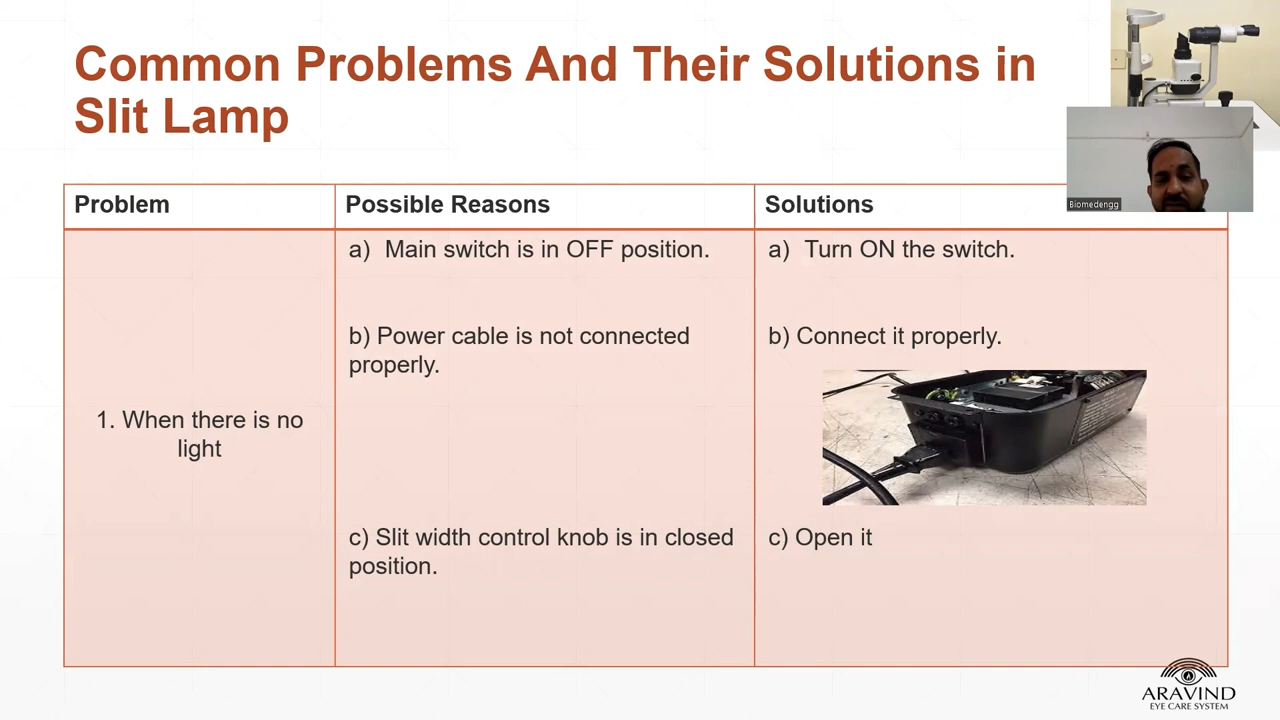 Common Problems And Their Solutions in
Slit Lamp
Biomedengg
Problem
Possible Reasons
Solutions
1. When there is no
light
a) Main switch is in OFF position.
a) Turn ON the switch.
b) Power cable is not connected
properly.
b) Connect it properly.
c) Slit width control knob is in closed
position.
c) Open it
ARAVIND
EYE CARE SYSTEM